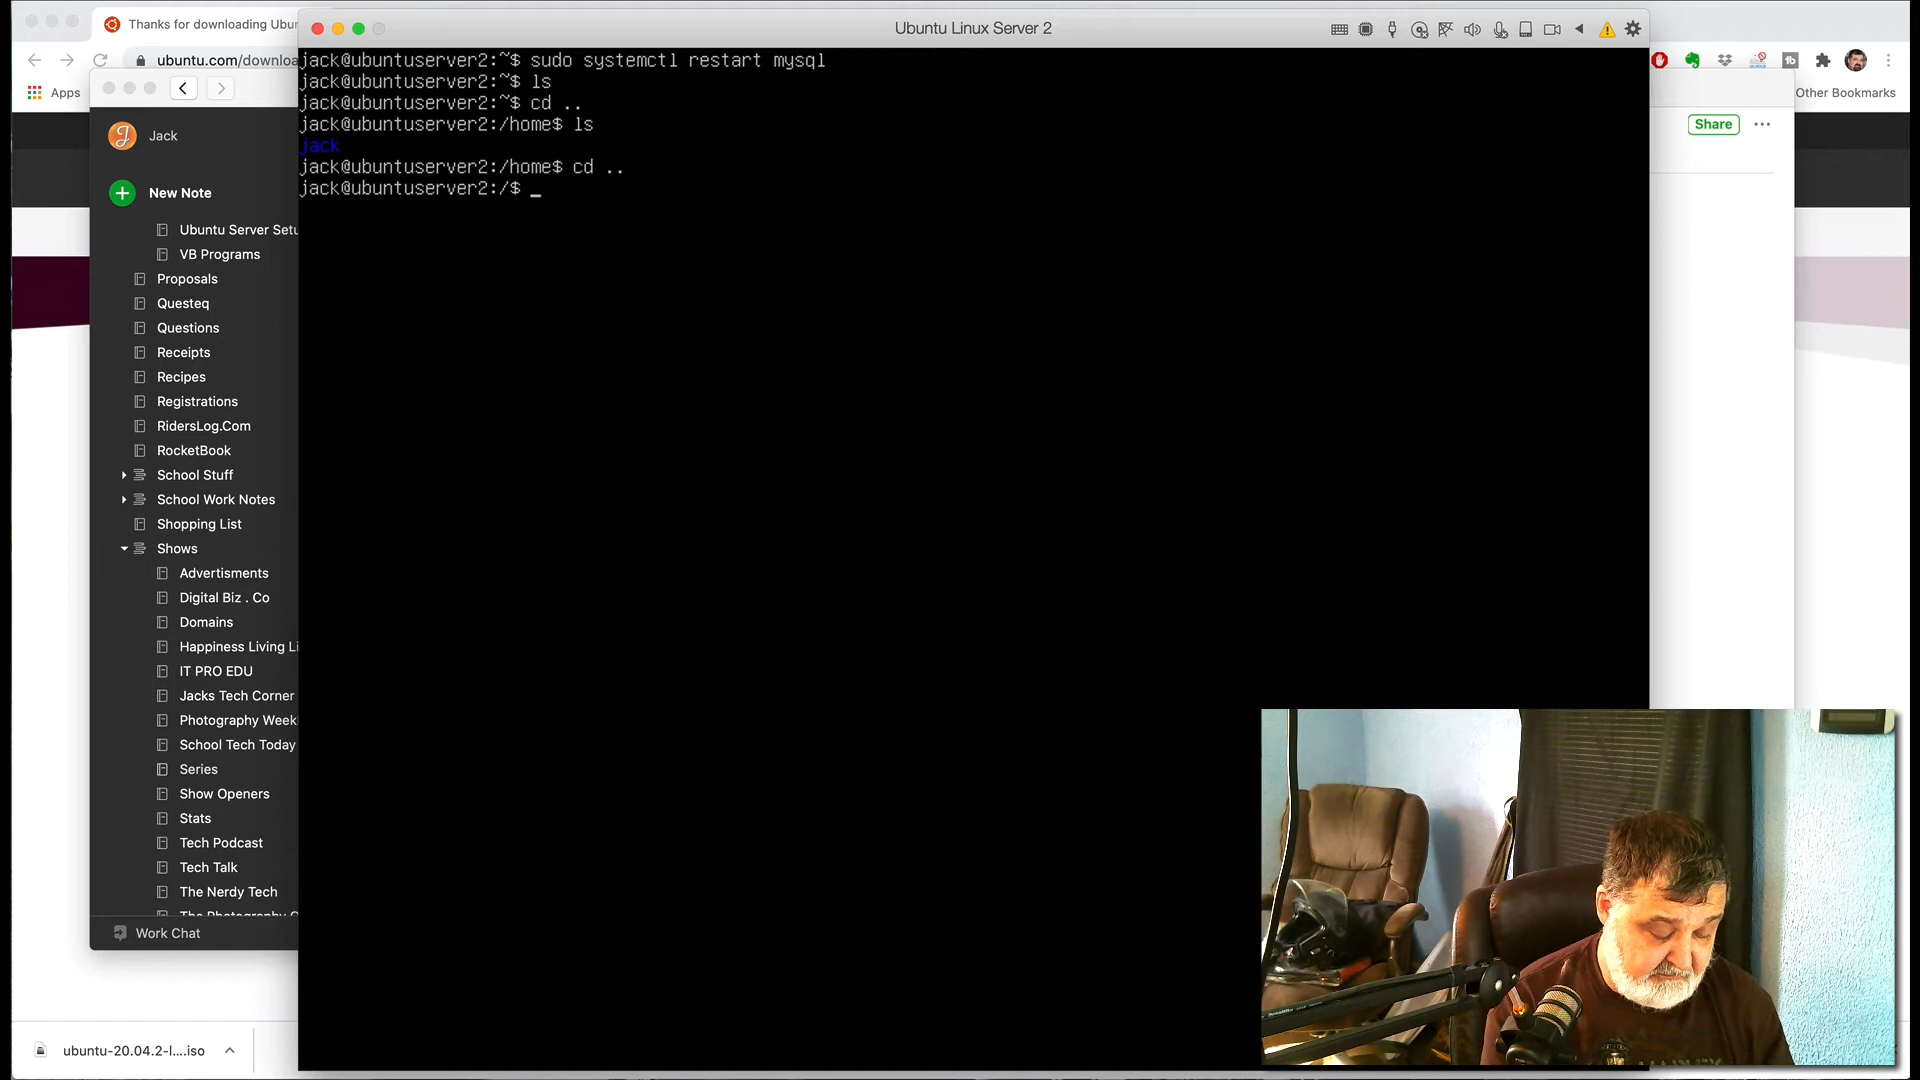 Thanks for downloading Ubun
ubuntu.com/downloa
Apps
Other Bookmarks
Ubuntu Linux Server 2
jack@ubuntuserver2:~$ sudo systemctl restart mysql
jack@ubuntuserver2:~$ ls
jack@ubuntuserver2:~$ cd ..
jack@ubuntuserver2:/home$ ls
jack
jack@ubuntuserver2:/home$ cd ..
jack@ubuntuserver2:/$ _
Share
Jack
New Note
Ubuntu Server Setu
VB Programs
Proposals
Questeq
Questions
Receipts
Recipes
Registrations
RidersLog.Com
RocketBook
School Stuff
School Work Notes
Shopping List
Shows
Advertisments
Digital Biz . Co
Domains
Happiness Living Li
IT PRO EDU
Jacks Tech Corner
Photography Week
School Tech Today
Series
Show Openers
Stats
Tech Podcast
Tech Talk
The Nerdy Tech
Work Chat
ubuntu-20.04.2-l....iso